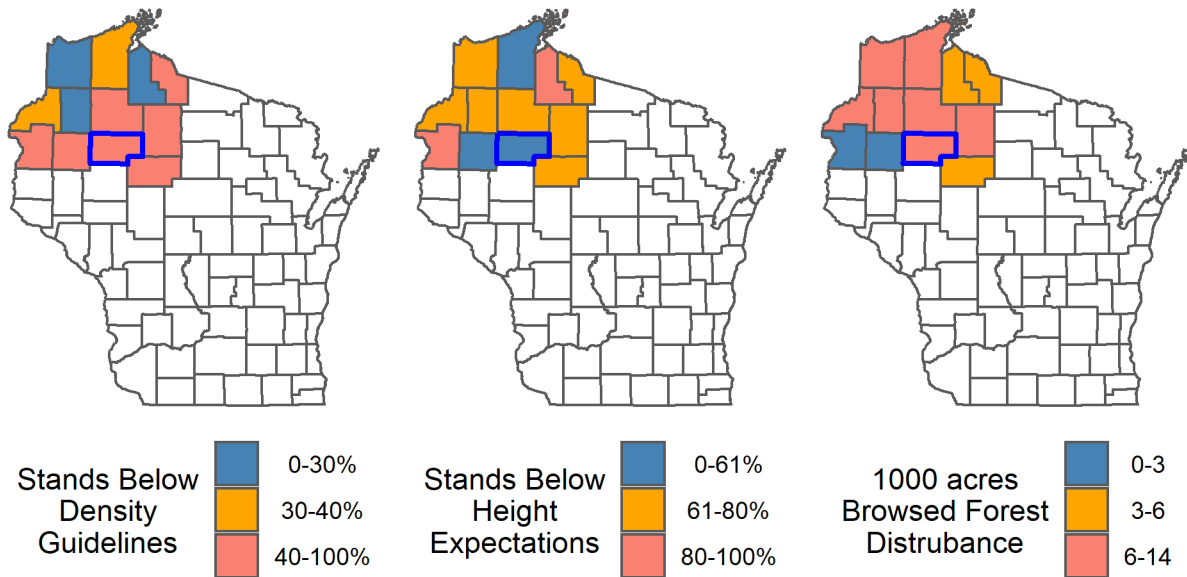 Stands Below
Density
Guidelines
0-30%
30-40%
40-100%
Stands Below
Height
Expectations
0-61%
61-80%
80-100%
1000 acres
Browsed Forest
Distrubance
0-3
3-6
6-14